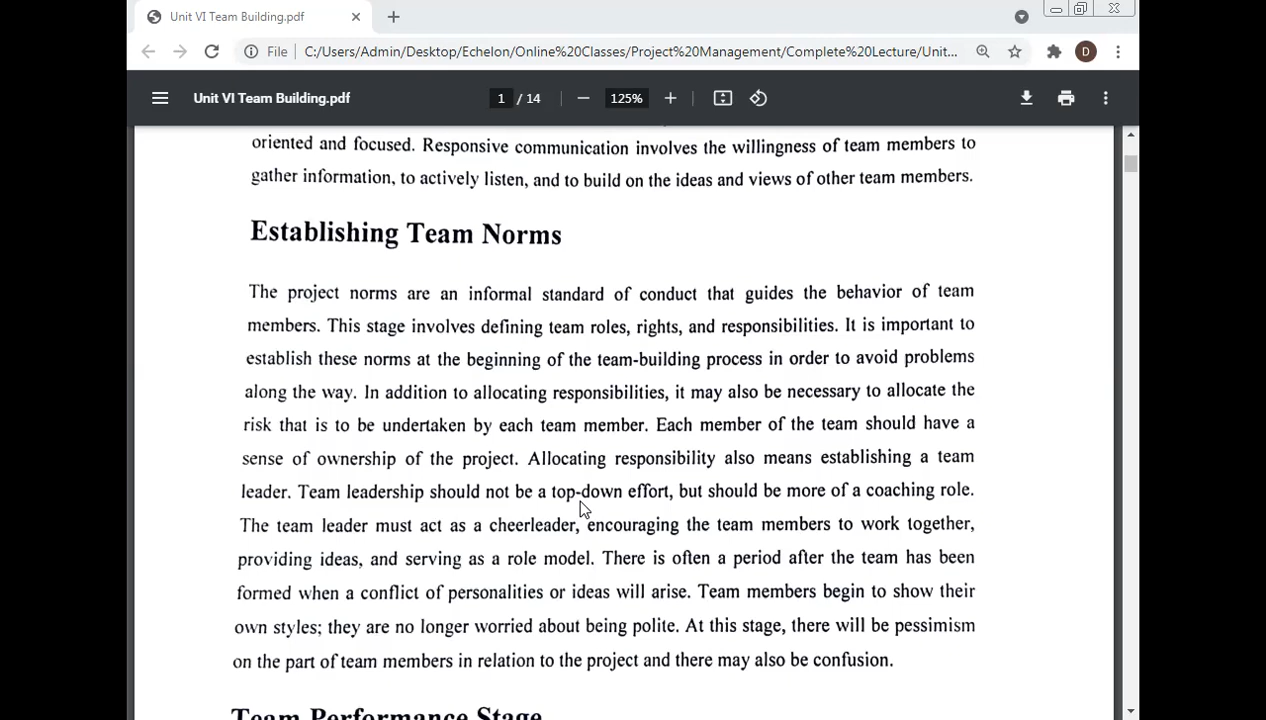 Unit VI Team Building.pdf
File C:/Users/Admin/Desktop/Echelon/Online%20Classes/Project%20Management/Complete%20Lecture/Unit... D
Unit VI Team Building.pdf 1 / 14 125%
oriented and focused. Responsive communication involves the willingness of team members to
gather information, to actively listen, and to build on the ideas and views of other team members.
Establishing Team Norms
The project norms are an informal standard of conduct that guides the behavior of team
members. This stage involves defining team roles, rights, and responsibilities. It is important to
establish these norms at the beginning of the team-building process in order to avoid problems
along the way. In addition to allocating responsibilities, it may also be necessary to allocate the
risk that is to be undertaken by each team member. Each member of the team should have a
sense of ownership of the project. Allocating responsibility also means establishing a team
leader. Team leadership should not be a top-down effort, but should be more of a coaching role.
The team leader must act as a cheerleader, encouraging the team members to work together,
providing ideas, and serving as a role model. There is often a period after the team has been
formed when a conflict of personalities or ideas will arise. Team members begin to show their
own styles; they are no longer worried about being polite. At this stage, there will be pessimism
on the part of team members in relation to the project and there may also be confusion.
Team Performance Stage